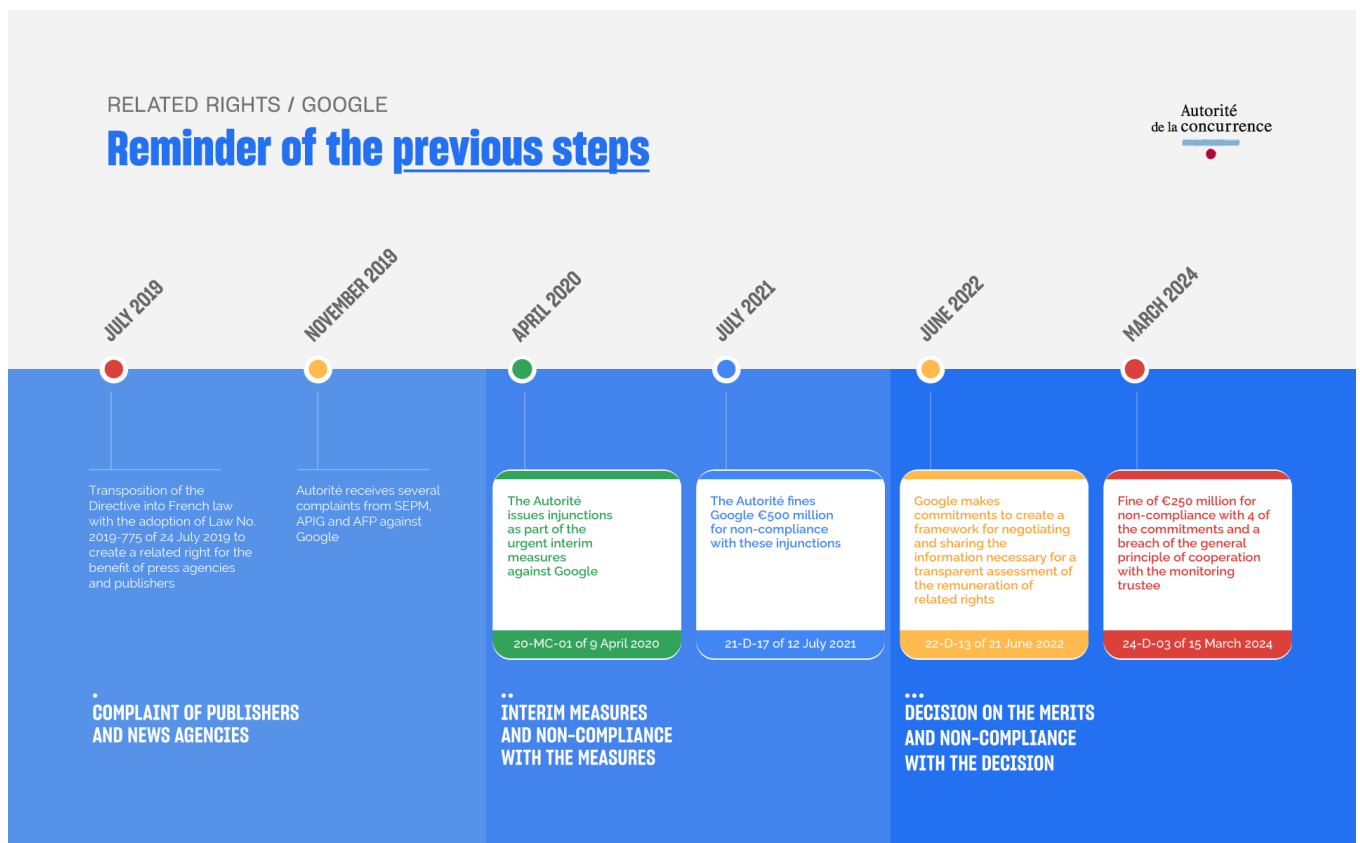 RELATED RIGHTS / GOOGLE
Reminder of the previous steps
Autorité
de la concurrence
JULY 2019
NOVEMBER 2019
APRIL 2020
JULY 2021
JUNE 2022
MARCH 2024
Transposition of the
Directive into French law
with the adoption of Law No.
2019-775 of 24 July 2019 to
create a related right for the
benefit of press agencies
and publishers
Autorité receives several
complaints from SEPM,
APIG and AFP against
Google
The Autorité
issues injunctions
as part of the
urgent interim
measures
against Google
20-MC-01 of 9 April 2020
The Autorité fines
Google €500 million
for non-compliance
with these injunctions
21-D-17 of 12 July 2021
Google makes
commitments to create a
framework for negotiating
and sharing the
information necessary for a
transparent assessment of
the remuneration of
related rights
22-D-13 of 21 June 2022
Fine of €250 million for
non-compliance with 4 of
the commitments and a
breach of the general
principle of cooperation
with the monitoring
trustee
24-D-03 of 15 March 2024
COMPLAINT OF PUBLISHERS
AND NEWS AGENCIES
INTERIM MEASURES
AND NON-COMPLIANCE
WITH THE MEASURES
DECISION ON THE MERITS
AND NON-COMPLIANCE
WITH THE DECISION